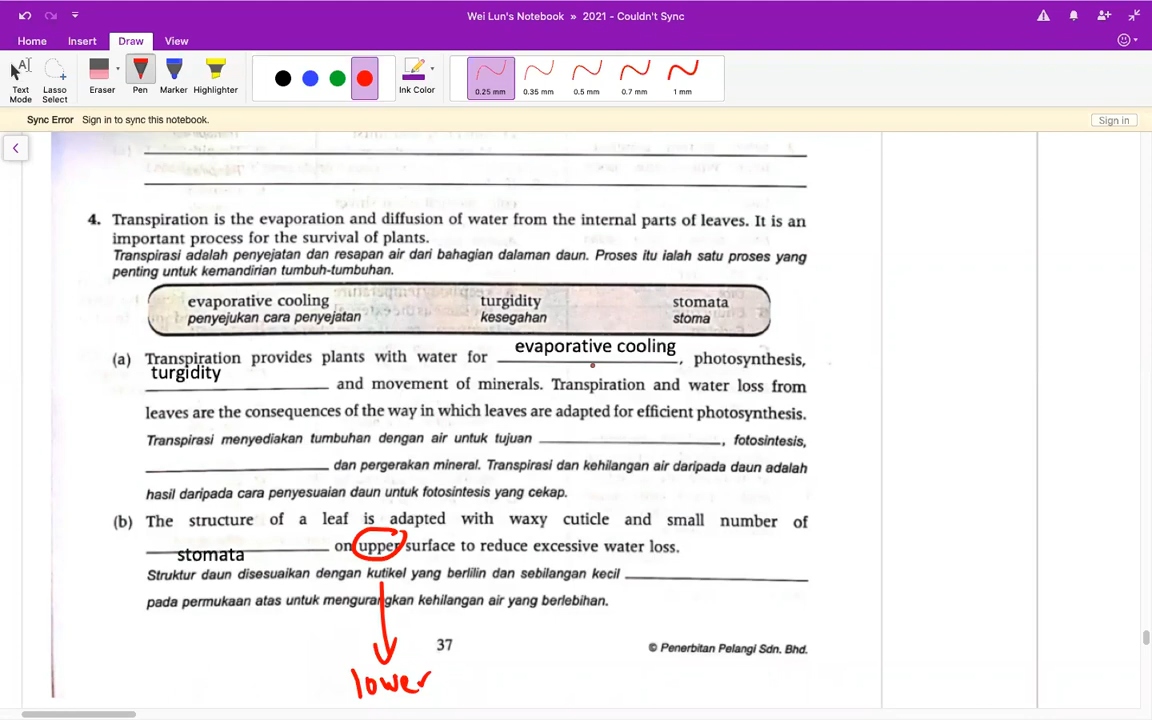 Wei Lun's Notebook » 2021 - Couldn't Sync
Home Insert Draw View
Text Mode
Lasso Select
Eraser
Pen
Marker
Highlighter
Ink Color
0.25 mm
0.35 mm
0.5 mm
0.7 mm
1 mm
Sync Error Sign in to sync this notebook.
Sign in
4. Transpiration is the evaporation and diffusion of water from the internal parts of leaves. It is an
important process for the survival of plants.
Transpirasi adalah penyejatan dan resapan air dari bahagian dalaman daun. Proses itu ialah satu proses yang
penting untuk kemandirian tumbuh-tumbuhan.
evaporative cooling turgidity stomata
penyejukan cara penyejatan kesegahan stoma
evaporative cooling
(a) Transpiration provides plants with water for ____, photosynthesis,
turgidity
____ and movement of minerals. Transpiration and water loss from
leaves are the consequences of the way in which leaves are adapted for efficient photosynthesis.
Transpirasi menyediakan tumbuhan dengan air untuk tujuan ____, fotosintesis,
____ dan pergerakan mineral. Transpirasi dan kehilangan air daripada daun adalah
hasil daripada cara penyesuaian daun untuk fotosintesis yang cekap.
(b) The structure of a leaf is adapted with waxy cuticle and small number of
____ on upper surface to reduce excessive water loss.
stomata
Struktur daun disesuaikan dengan kutikel yang berlilin dan sebilangan kecil ____
pada permukaan atas untuk mengurangkan kehilangan air yang berlebihan.
37
© Penerbitan Pelangi Sdn. Bhd.
lower